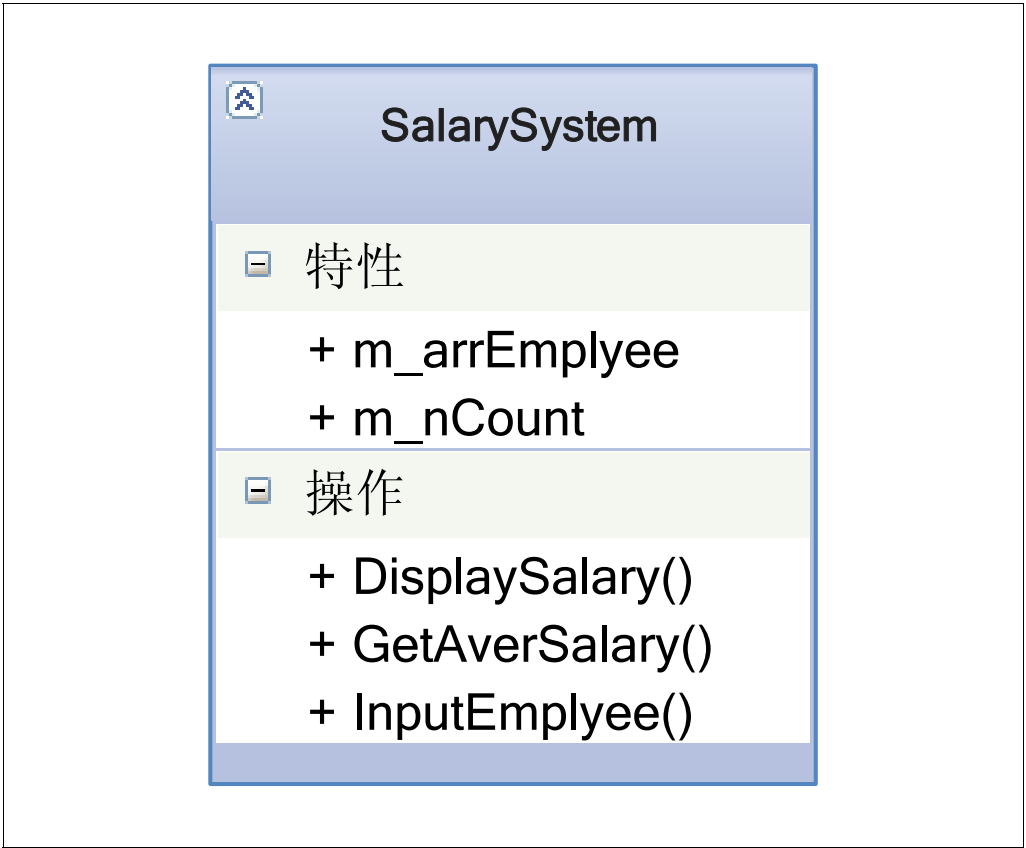 SalarySystem
特性
+ m_arrEmplyee
+ m_nCount
操作
+ DisplaySalary()
+ GetAverSalary()
+ InputEmplyee()